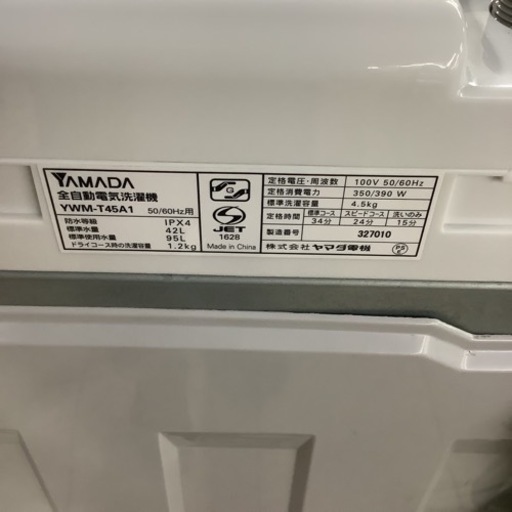 YAMADA
全自動電気洗濯機
YWM-T45A1 50/60Hz用
防水等級 IPX4
標準水量 42L
標準使用水量 95L
ドライコース時の洗濯容量 1.2kg
G
JET
1628
Made in China
定格電圧・周波数 100V 50/60Hz
定格消費電力 350/390 W
標準洗濯容量 4.5kg
定格時間 標準コース スピードコース 洗いのみ
34分 24分 15分
製造番号 327010
株式会社 ヤマダ電機